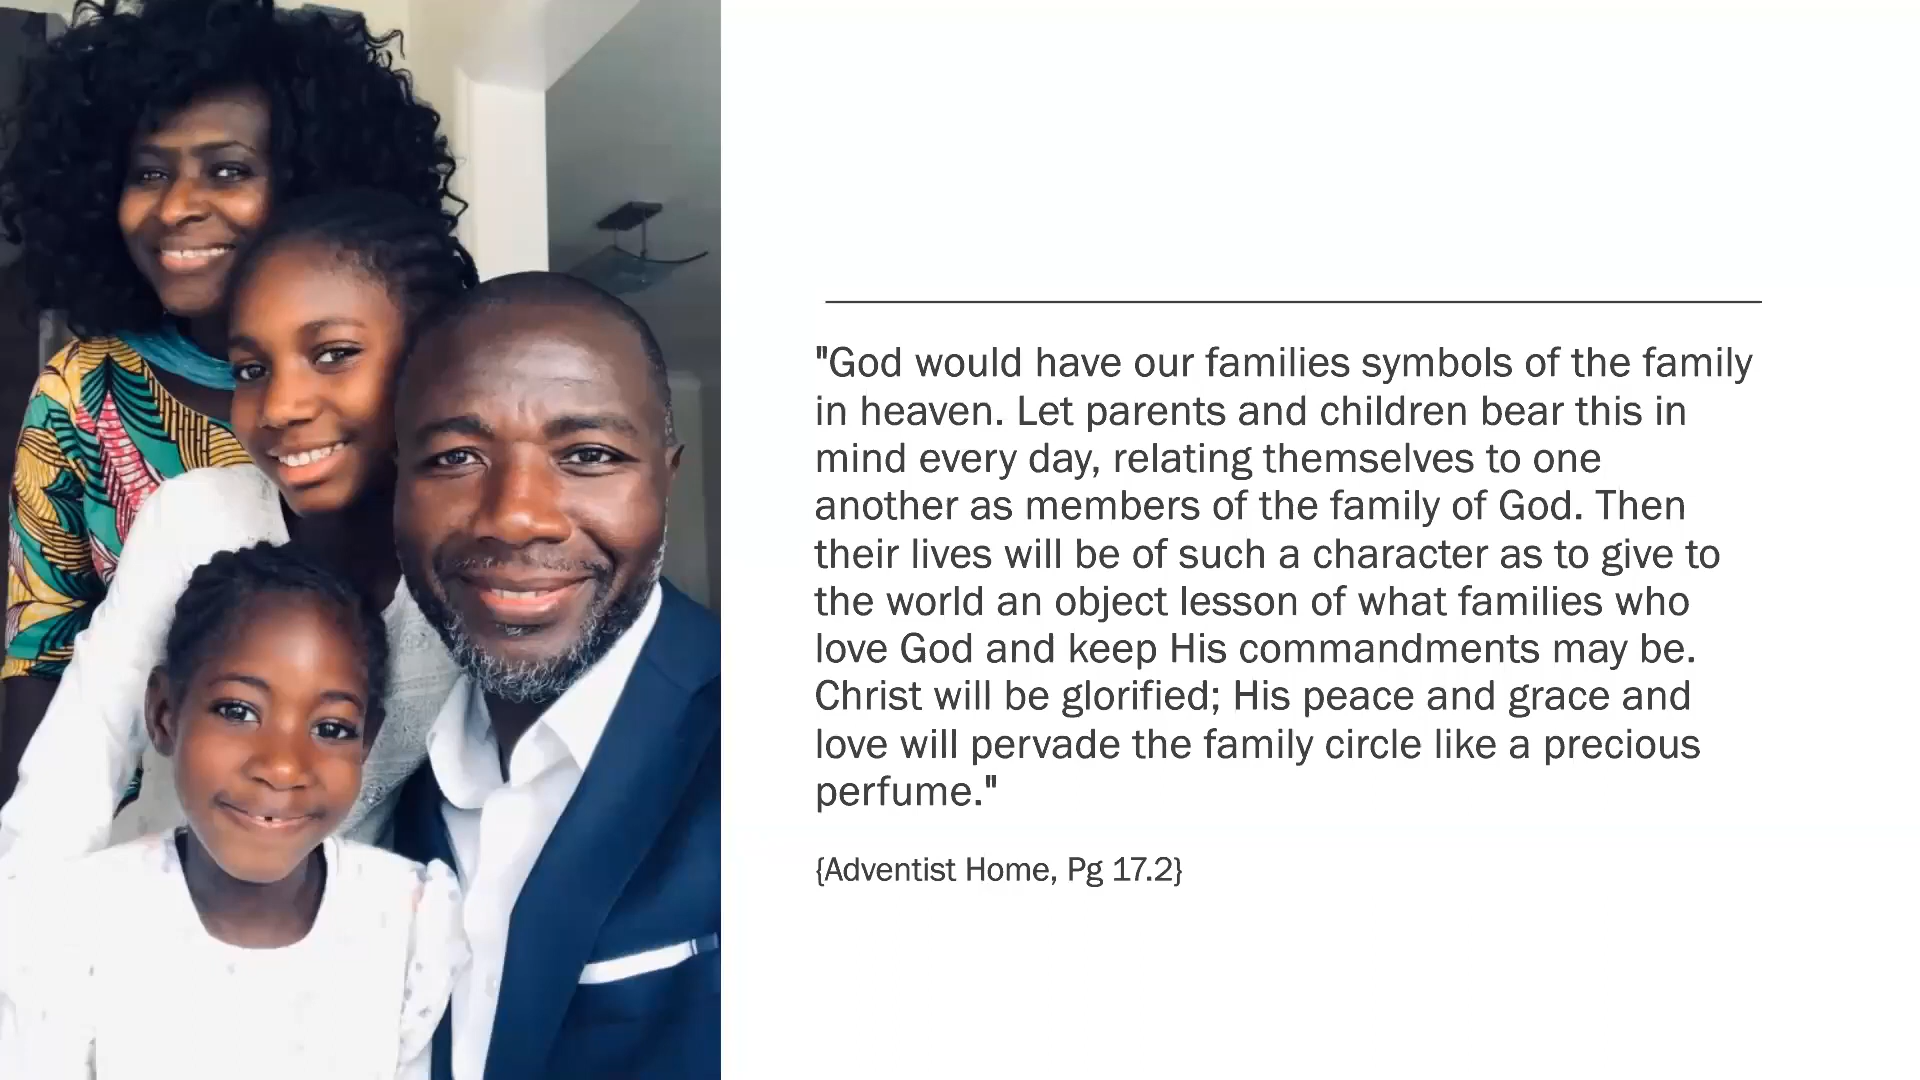 "God would have our families symbols of the family
in heaven. Let parents and children bear this in
mind every day, relating themselves to one
another as members of the family of God. Then
their lives will be of such a character as to give to
the world an object lesson of what families who
love God and keep His commandments may be.
Christ will be glorified; His peace and grace and
love will pervade the family circle like a precious
perfume."
{Adventist Home, Pg 17.2}